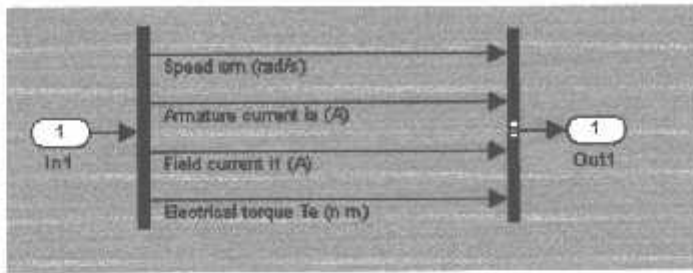 Speed wm (rad/s)
Armature current ia (A)
1
In1
1
Out1
Field current if (A)
Electrical torque Te (n m)